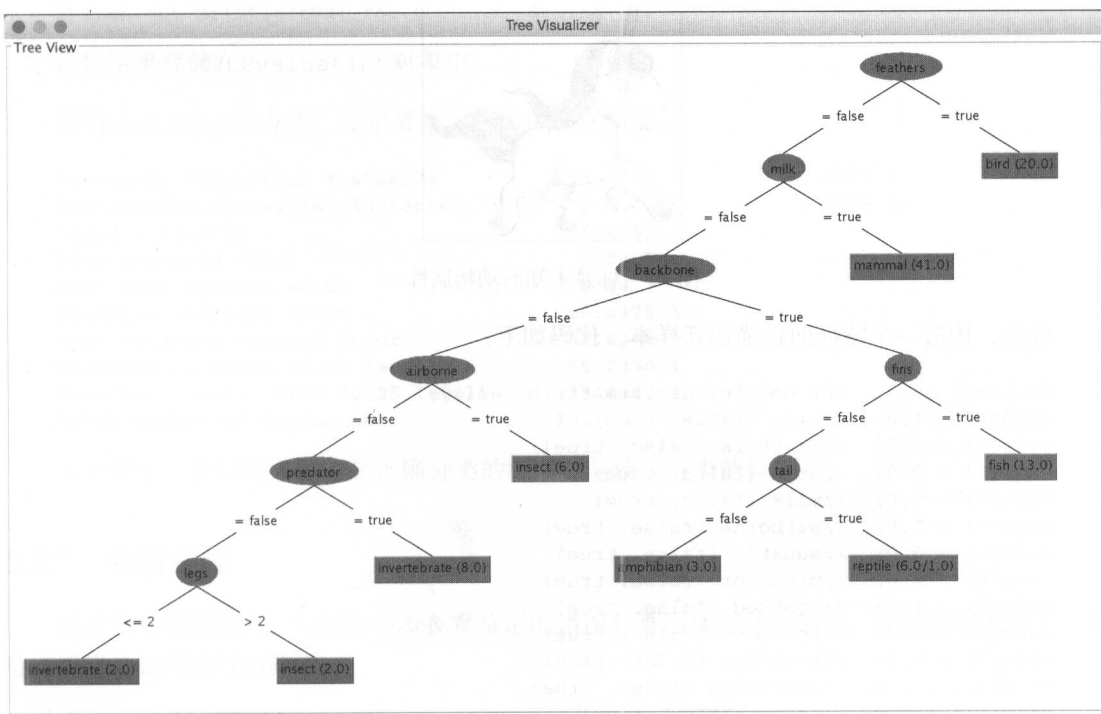 Tree Visualizer
Tree View
feathers
= false
= true
milk
bird (20.0)
= false
= true
backbone
mammal (41.0)
= false
= true
airborne
fins
= false
= true
= false
= true
predator
insect (6.0)
tail
fish (13.0)
= false
= true
= false
= true
legs
invertebrate (8.0)
amphibian (3.0)
reptile (6.0/1.0)
<= 2
> 2
invertebrate (2.0)
insect (2.0)